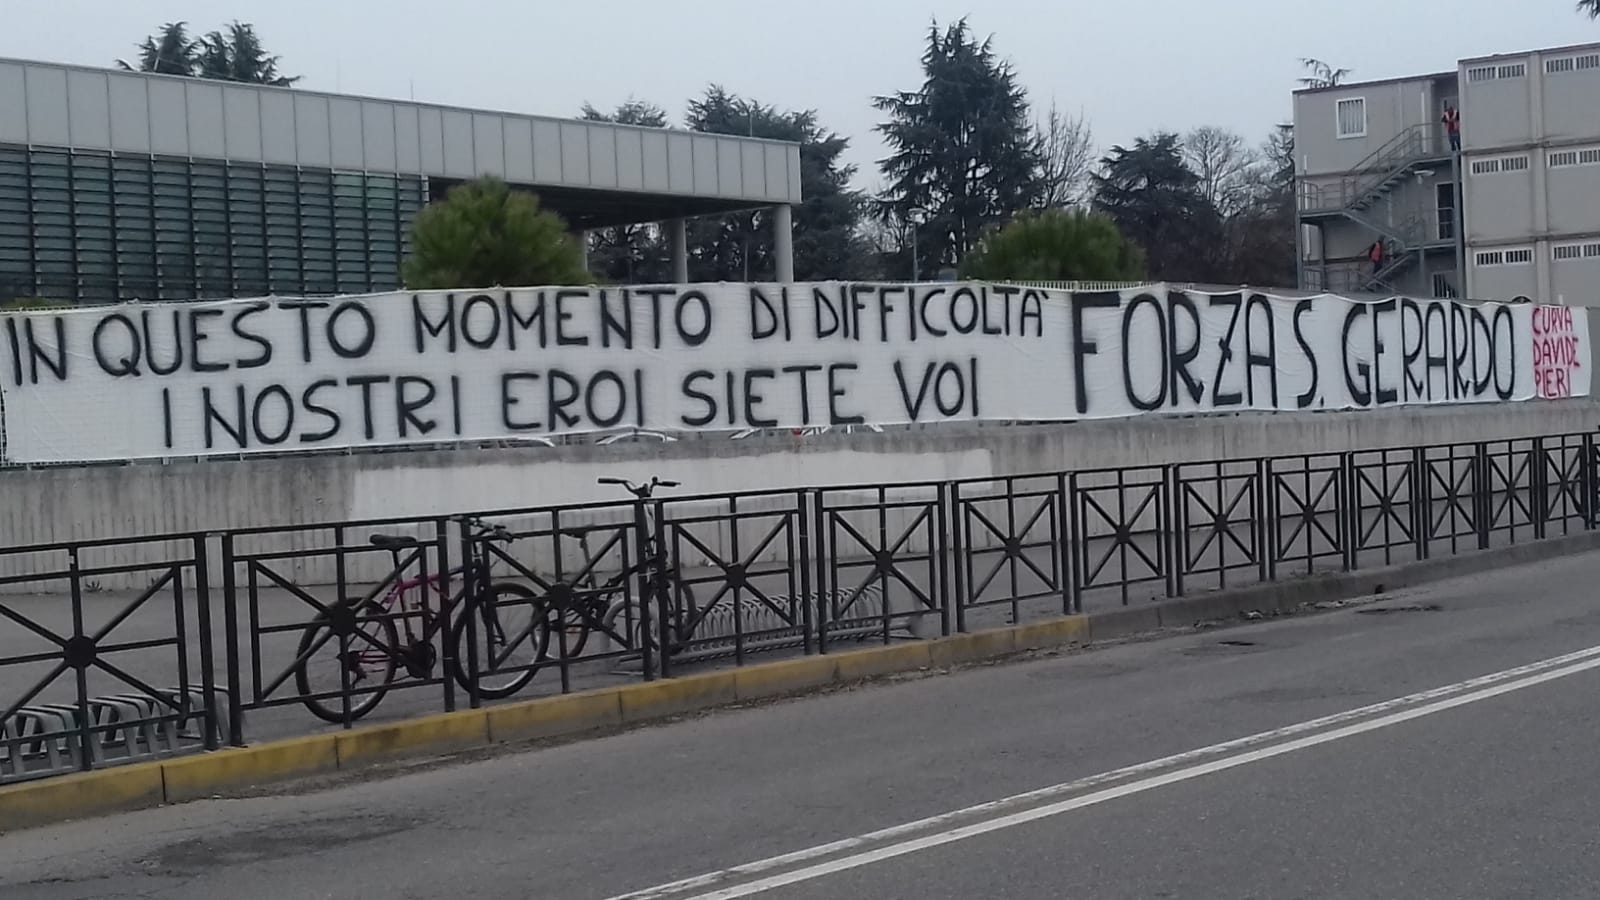 IN QUESTO MOMENTO DI DIFFICOLTA'
I NOSTRI EROI SIETE VOI
FORZA S. GERARDO
CURVA
DAVIDE
PIERI